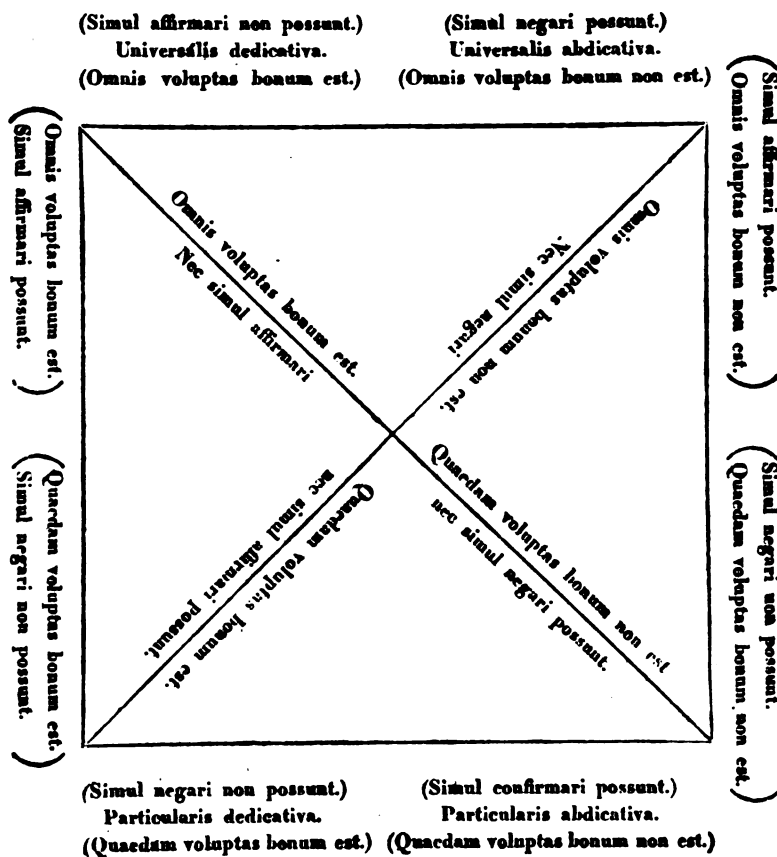 (Simul affirmari non possunt.)
Universalis dedicativa.
(Omnis voluptas bonum est.)
(Simul negari possunt.)
Universalis abdicativa.
(Omnis voluptas bonum non est.)
(Omnis voluptas bonum est.
Simul affirmari possunt.)
(Simul affirmari possunt.
Omnis voluptas bonum non est.)
Omnis voluptas bonum est.
Nec simul affirmari
Omnis voluptas bonum non est.
Nec simul negari
(Quaedam voluptas bonum est.
Simul negari non possunt.)
nec simul affirmari possunt.
Quaedam voluptas bonum est.
Quaedam voluptas bonum non est
nec simul negari possunt.
(Simul negari non possunt.
Quaedam voluptas bonum non est.)
(Simul negari non possunt.)
Particularis dedicativa.
(Quaedam voluptas bonum est.)
(Simul confirmari possunt.)
Particularis abdicativa.
(Quaedam voluptas bonum non est.)